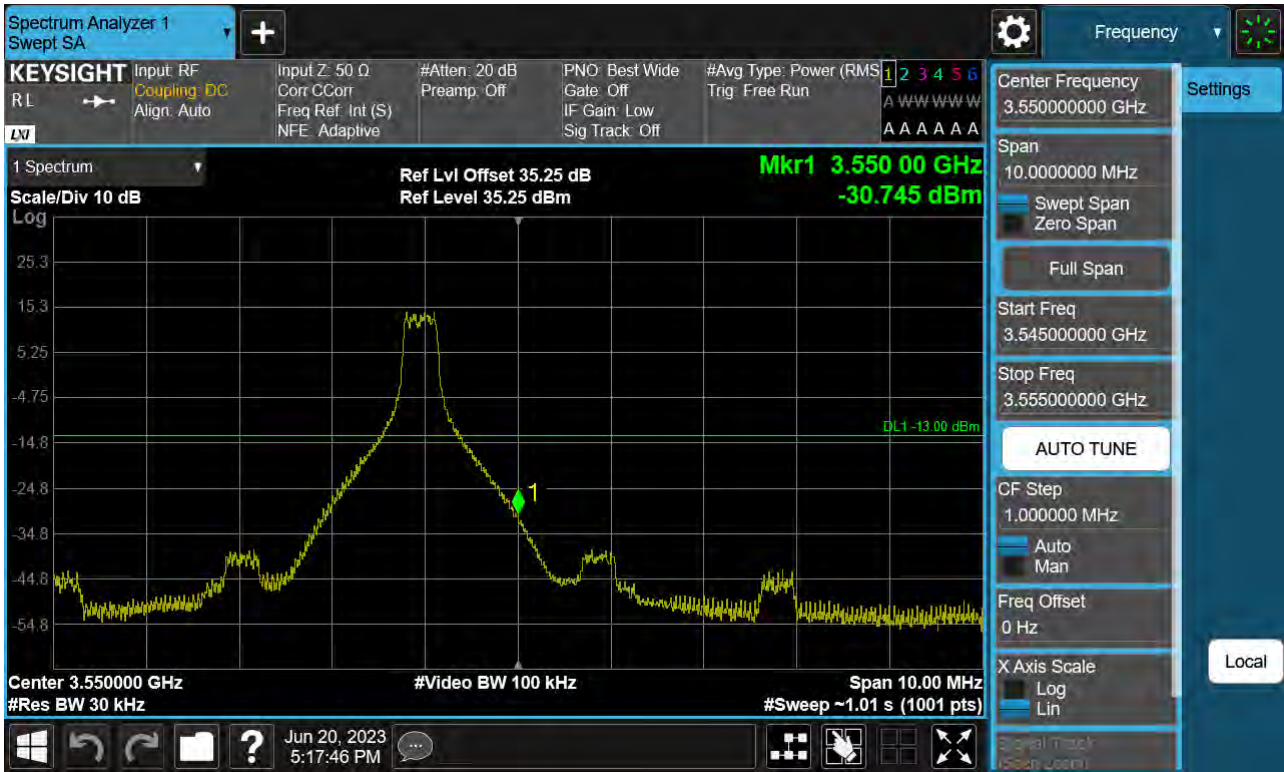 Spectrum Analyzer 1
Swept SA
+
Frequency
KEYSIGHT
RL
LXI
Input: RF
Coupling: DC
Align: Auto
Input Z: 50 Ω
Corr CCorr
Freq Ref: Int (S)
NFE: Adaptive
#Atten: 20 dB
Preamp: Off
PNO: Best Wide
Gate: Off
IF Gain: Low
Sig Track: Off
#Avg Type: Power (RMS
Trig: Free Run
1 2 3 4 5 6
A W W W W W
A A A A A A
1 Spectrum
Scale/Div 10 dB
Log
Ref Lvl Offset 35.25 dB
Ref Level 35.25 dBm
Mkr1 3.550 00 GHz
-30.745 dBm
25.3
15.3
5.25
-4.75
-14.8
-24.8
-34.8
-44.8
-54.8
DL1 -13.00 dBm
1
Center 3.550000 GHz
#Res BW 30 kHz
#Video BW 100 kHz
Span 10.00 MHz
#Sweep ~1.01 s (1001 pts)
Center Frequency
3.550000000 GHz
Span
10.0000000 MHz
Swept Span
Zero Span
Full Span
Start Freq
3.545000000 GHz
Stop Freq
3.555000000 GHz
AUTO TUNE
CF Step
1.000000 MHz
Auto
Man
Freq Offset
0 Hz
X Axis Scale
Log
Lin
Signal Track
(Span Zoom)
Settings
Local
?
Jun 20, 2023
5:17:46 PM